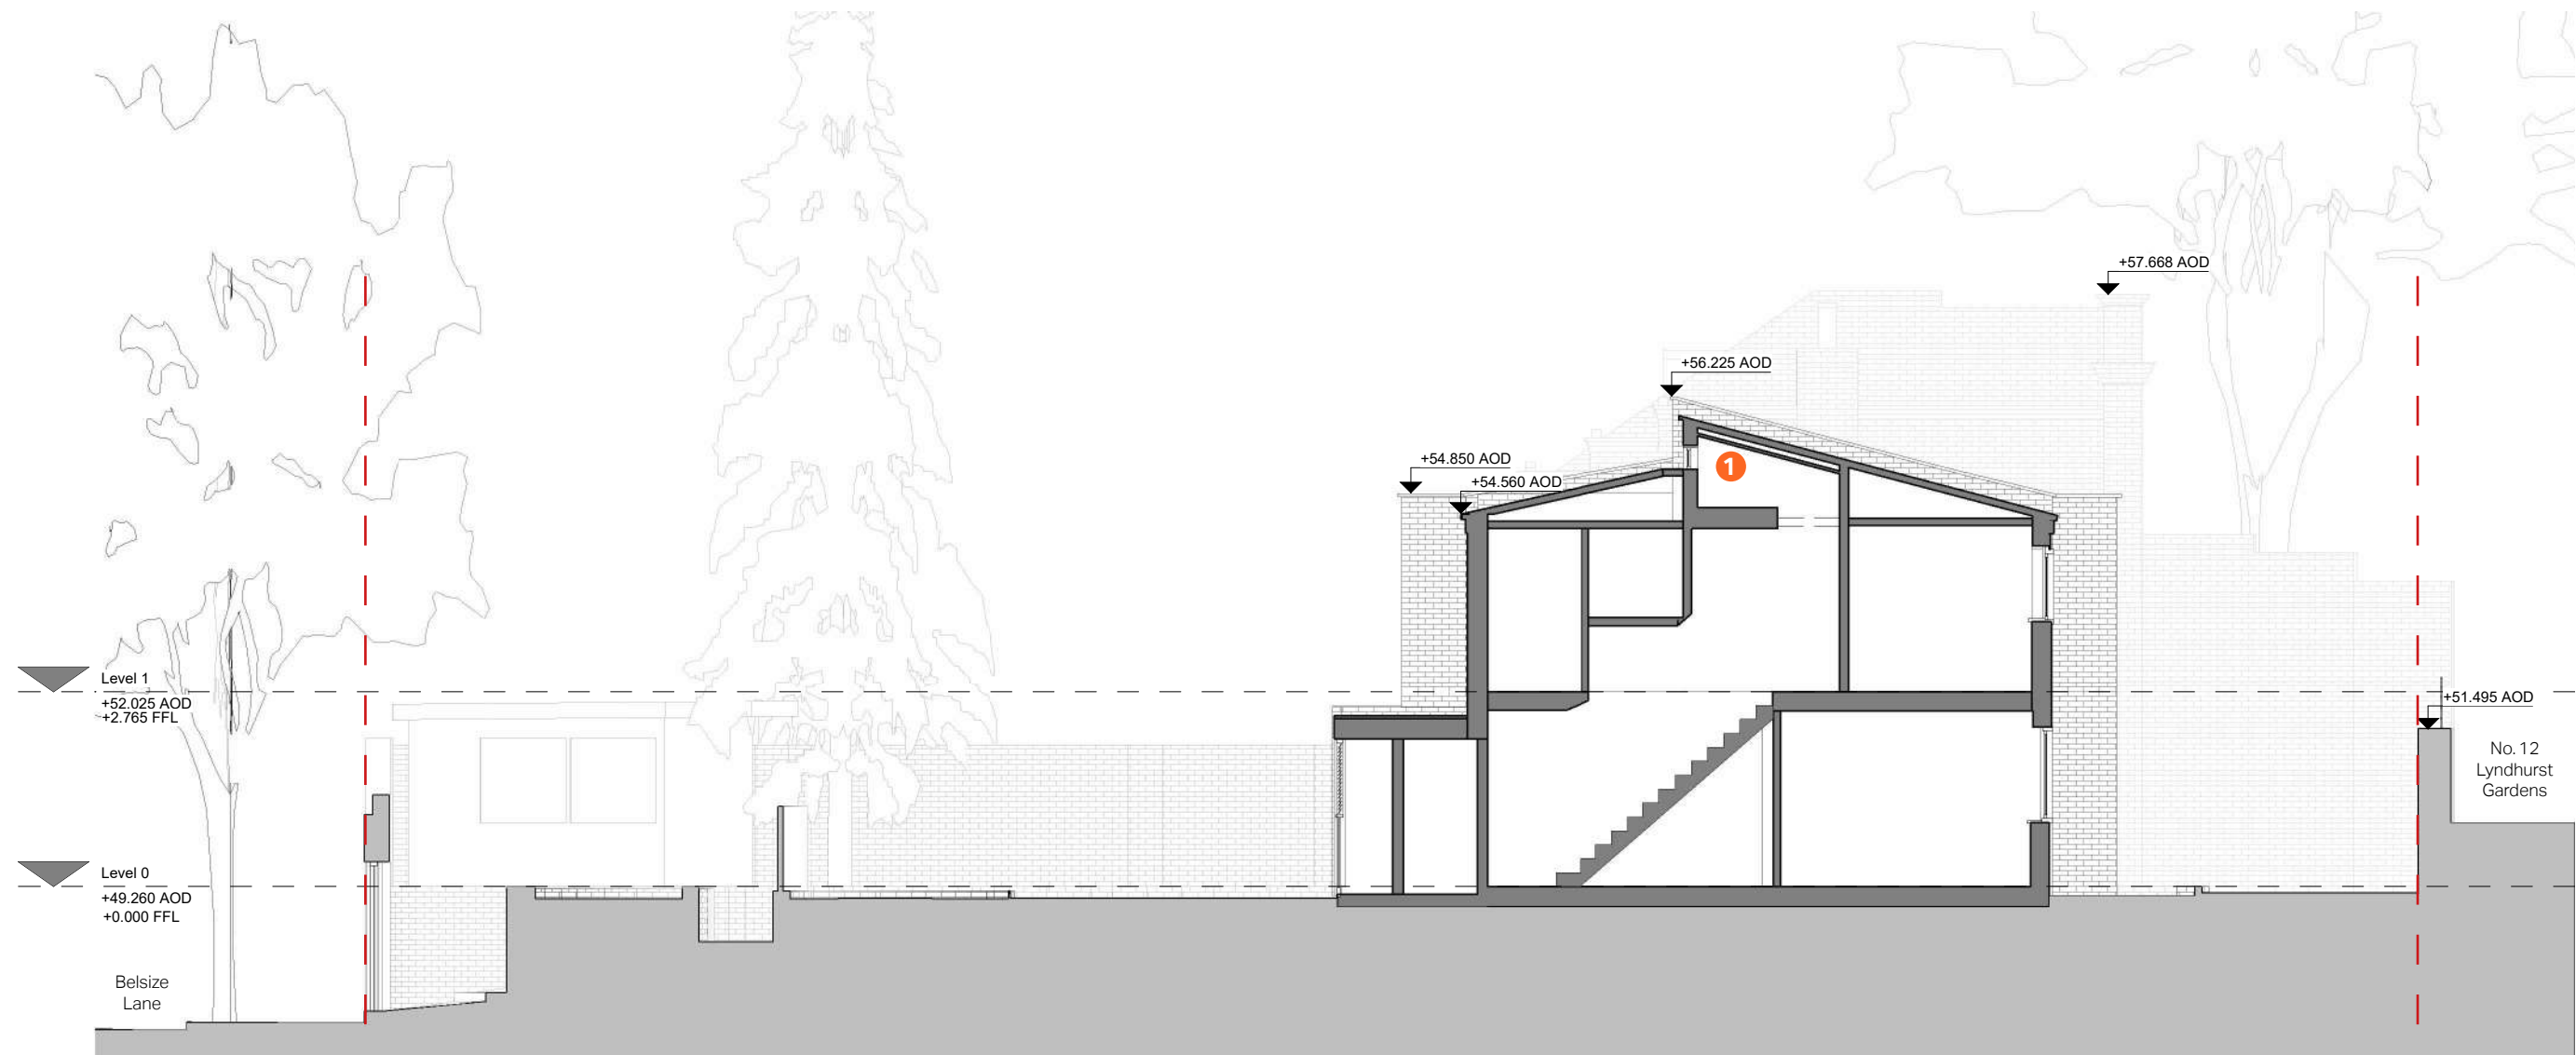 +57.668 AOD
+56.225 AOD
+54.850 AOD
1
+54.560 AOD
Level 1
+52.025 AOD
+2.765 FFL
+51.495 AOD
No. 12
Lyndhurst
Gardens
Level 0
+49.260 AOD
+0.000 FFL
Belsize
Lane